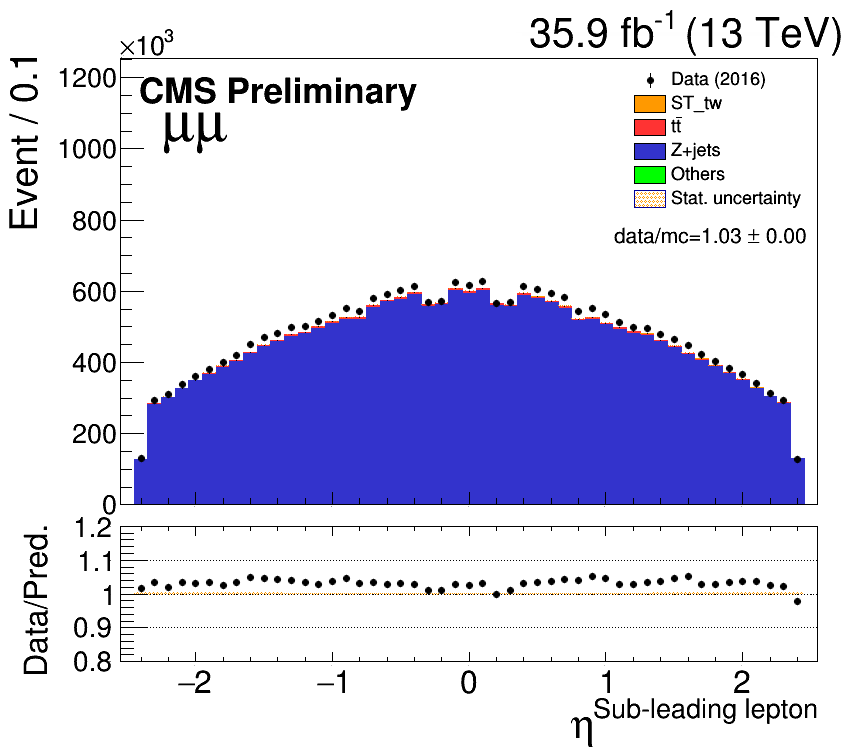 35.9 fb⁻¹ (13 TeV)
×10³
Event / 0.1
CMS Preliminary
μμ
Data (2016)
ST_tw
tt̄
Z+jets
Others
Stat. uncertainty
data/mc=1.03 ± 0.00
1200
1000
800
600
400
200
0
Data/Pred.
1.2
1.1
1
0.9
0.8
−2 −1 0 1 2
η^Sub-leading lepton